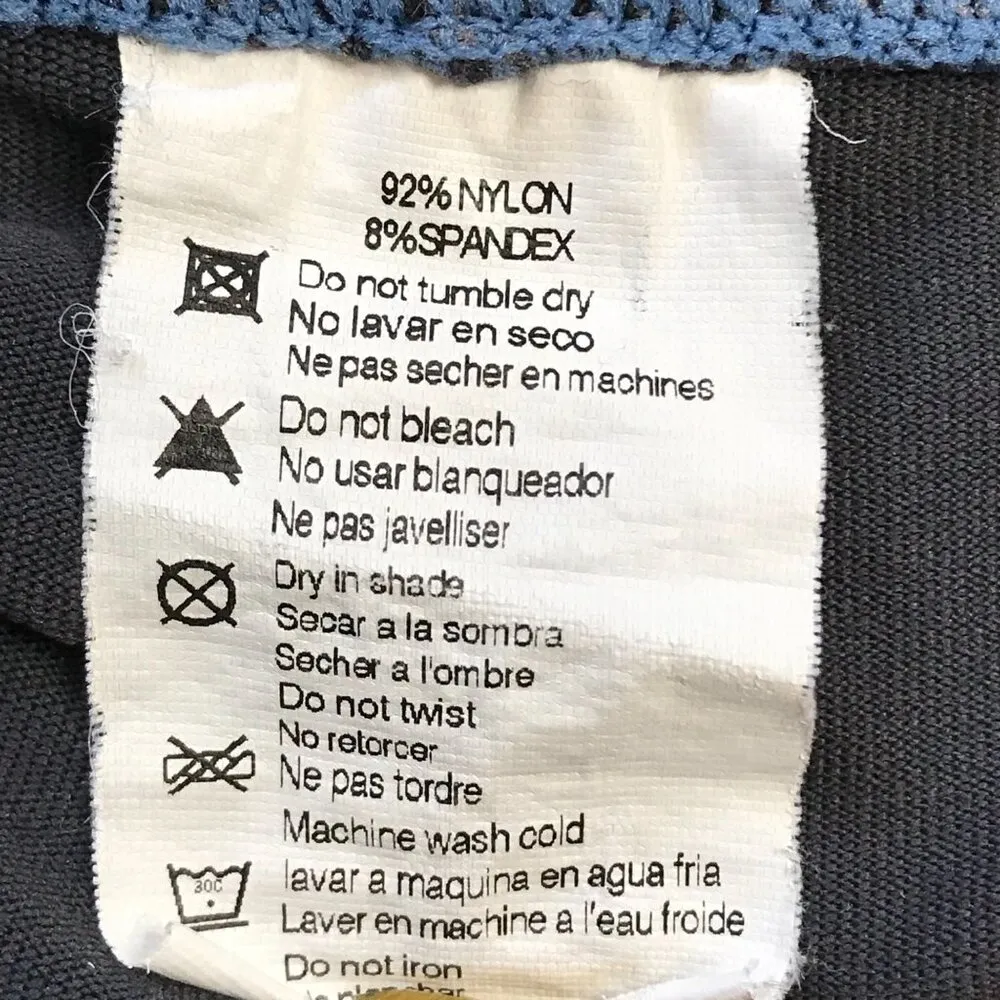 92% NYLON
8% SPANDEX
Do not tumble dry
No lavar en seco
Ne pas secher en machines
Do not bleach
No usar blanqueador
Ne pas javelliser
Dry in shade
Secar a la sombra
Secher a l'ombre
Do not twist
No retorcer
Ne pas tordre
Machine wash cold
30C
lavar a maquina en agua fria
Laver en machine a l'eau froide
Do not iron